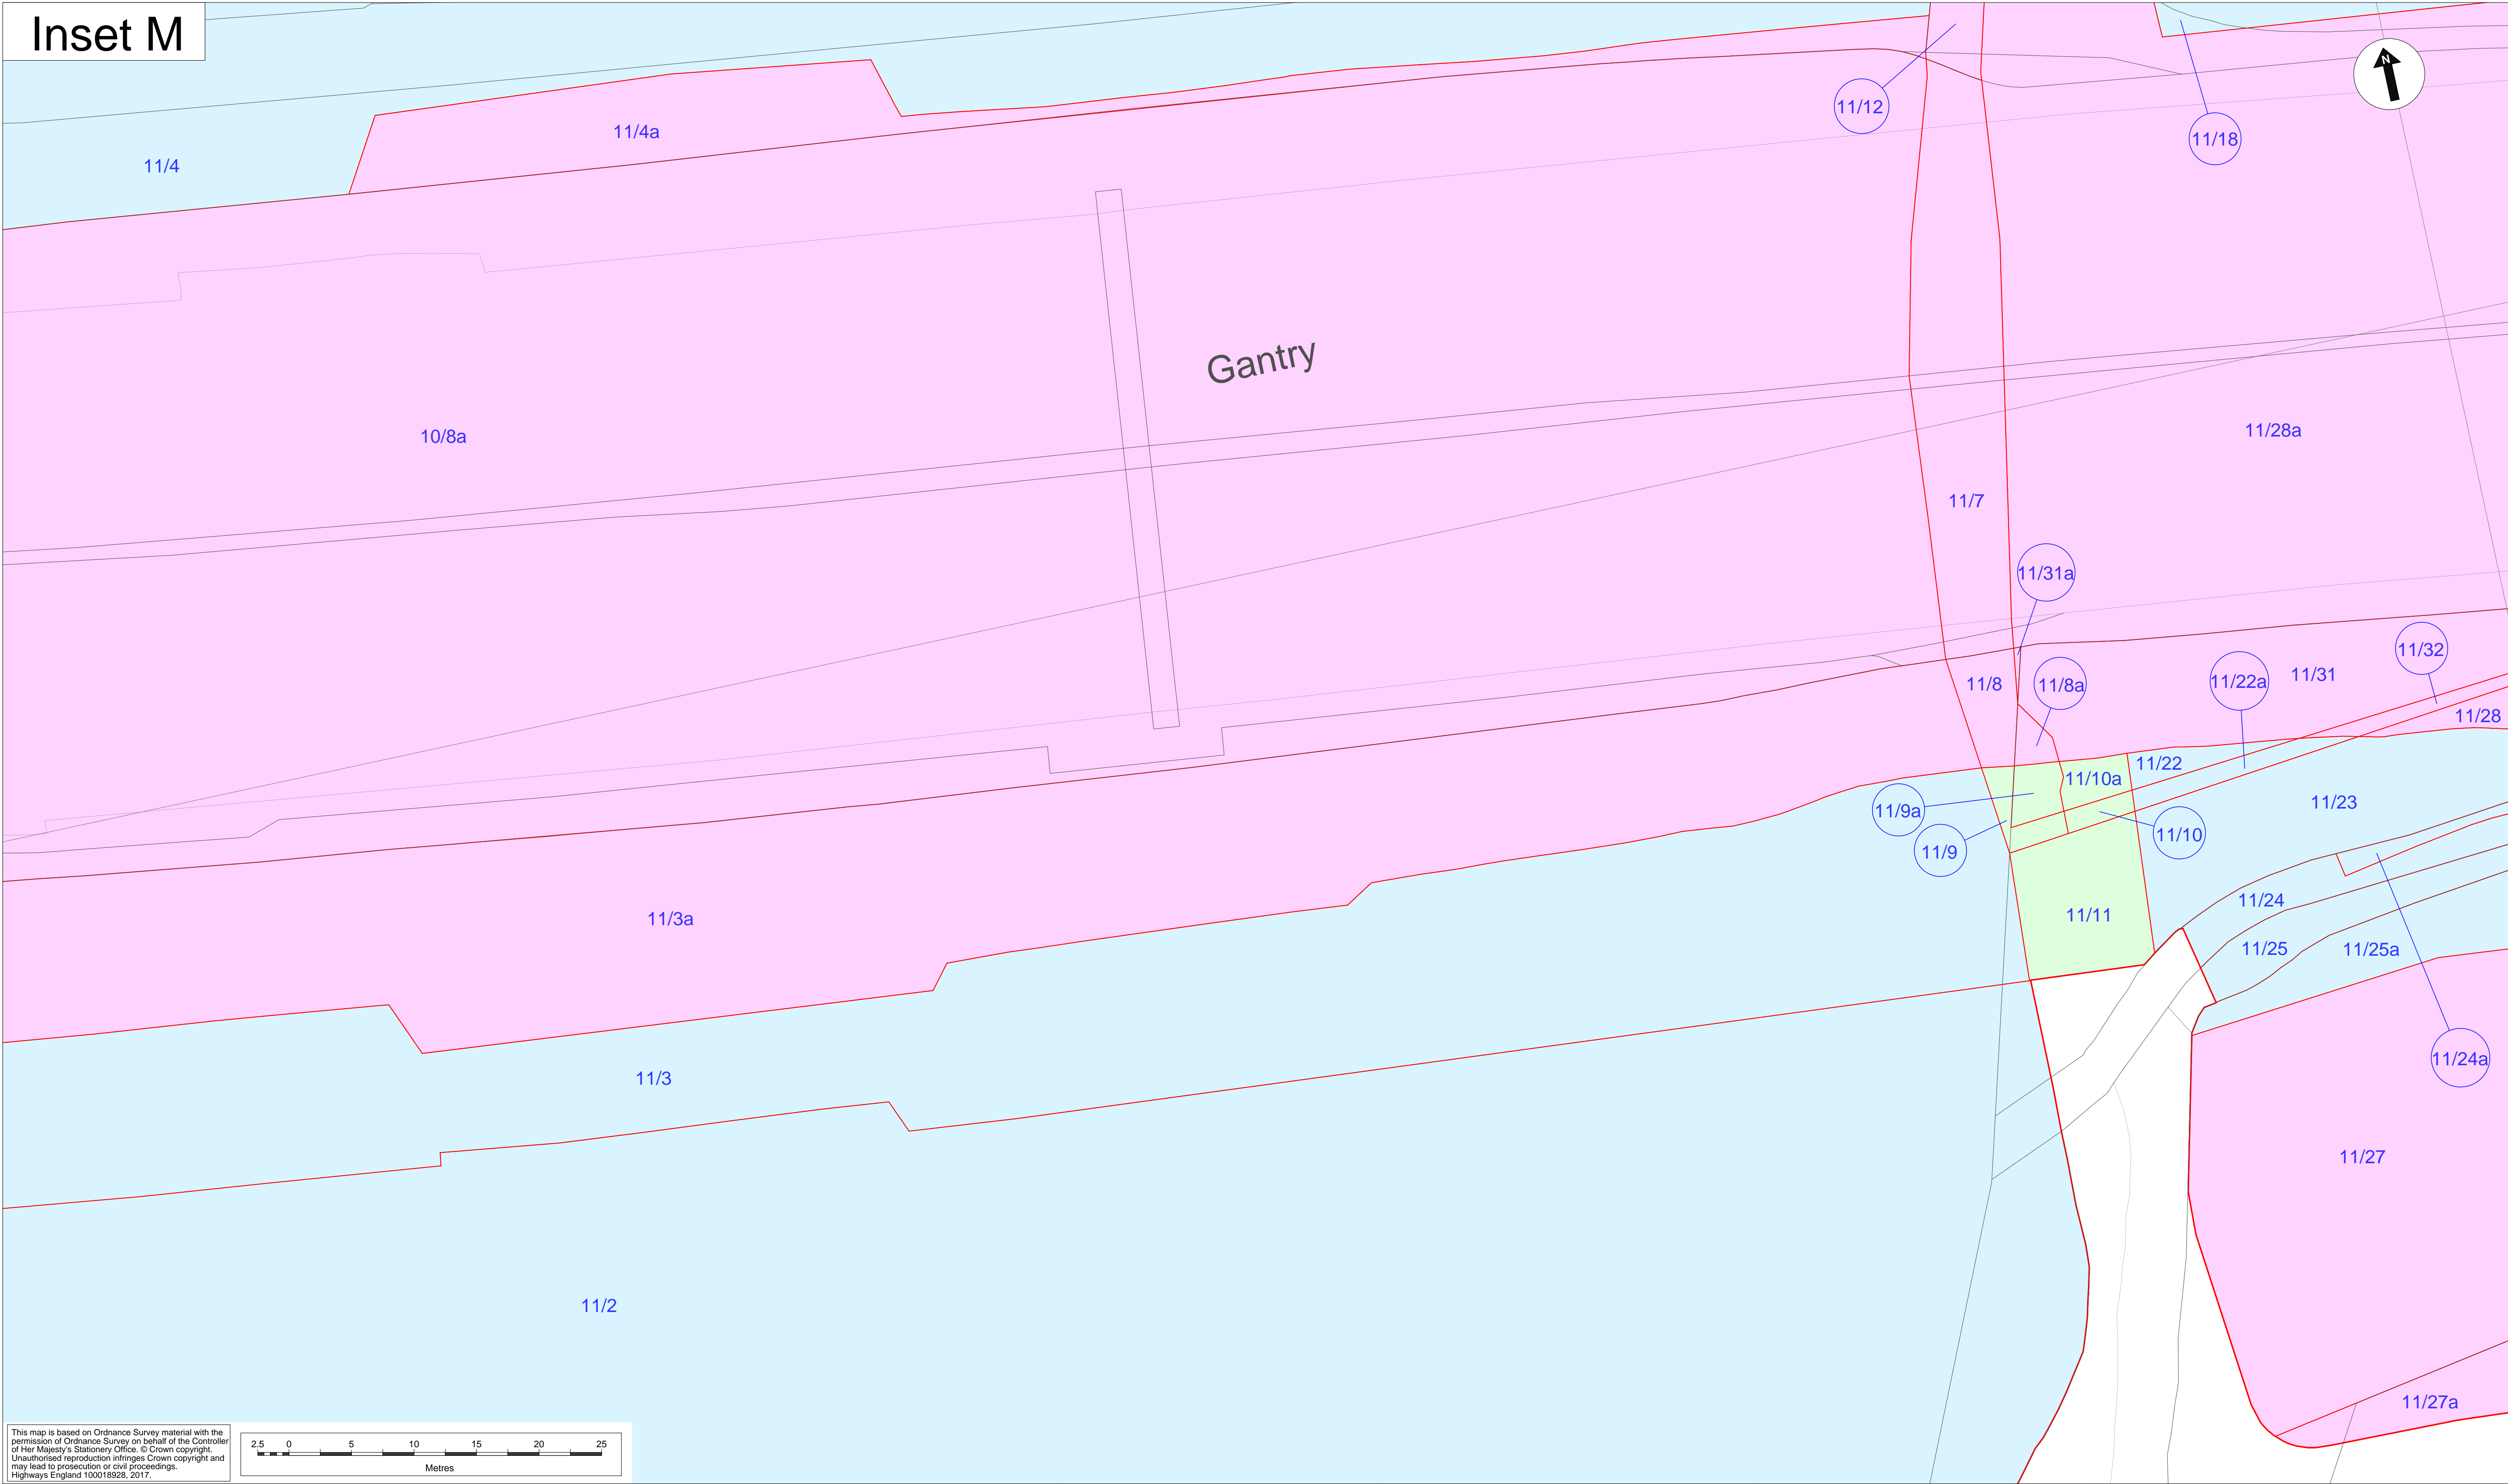 Inset M
N
11/12
11/18
11/4a
11/4
Gantry
10/8a
11/28a
11/7
11/31a
11/32
11/31
11/22a
11/8
11/8a
11/28
11/22
11/10a
11/23
11/9a
11/10
11/9
11/24
11/11
11/3a
11/25
11/25a
11/24a
11/3
11/27
11/2
11/27a
This map is based on Ordnance Survey material with the
permission of Ordnance Survey on behalf of the Controller
of Her Majesty's Stationery Office. © Crown copyright.
Unauthorised reproduction infringes Crown copyright and
may lead to prosecution or civil proceedings.
Highways England 100018928, 2017.
2.5 0 5 10 15 20 25
Metres